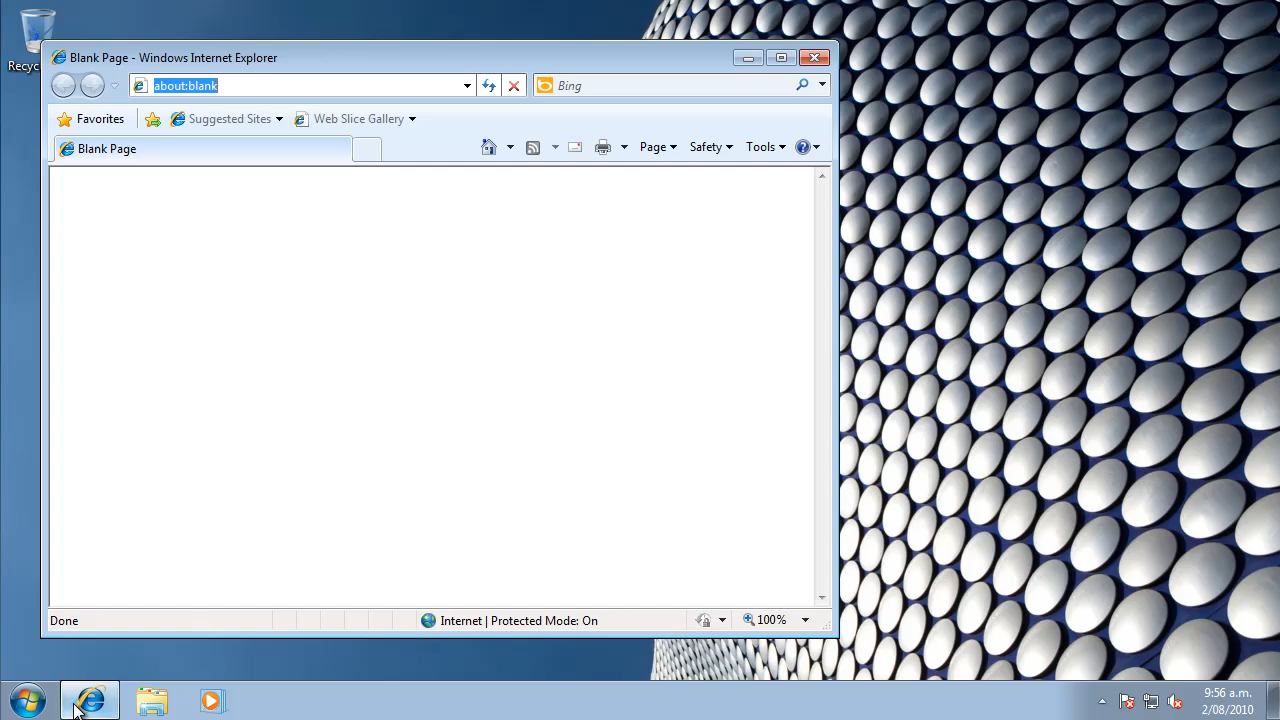 Recyc
Blank Page - Windows Internet Explorer
about:blank
Bing
Favorites
Suggested Sites
Web Slice Gallery
Blank Page
Page
Safety
Tools
Done
Internet | Protected Mode: On
100%
9:56 a.m.
2/08/2010